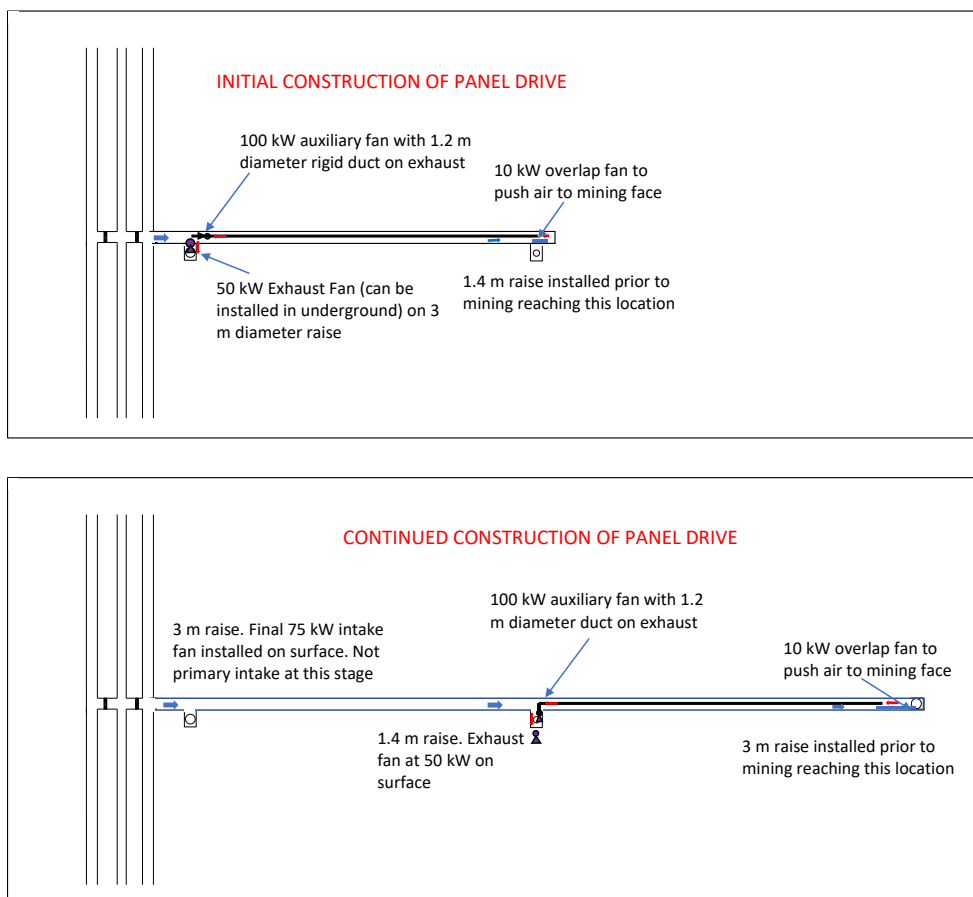 INITIAL CONSTRUCTION OF PANEL DRIVE
100 kW auxiliary fan with 1.2 m
diameter rigid duct on exhaust
10 kW overlap fan to
push air to mining face
50 kW Exhaust Fan (can be
installed in underground) on 3
m diameter raise
1.4 m raise installed prior to
mining reaching this location
CONTINUED CONSTRUCTION OF PANEL DRIVE
3 m raise. Final 75 kW intake
fan installed on surface. Not
primary intake at this stage
100 kW auxiliary fan with 1.2
m diameter duct on exhaust
10 kW overlap fan to
push air to mining face
1.4 m raise. Exhaust
fan at 50 kW on
surface
3 m raise installed prior to
mining reaching this location